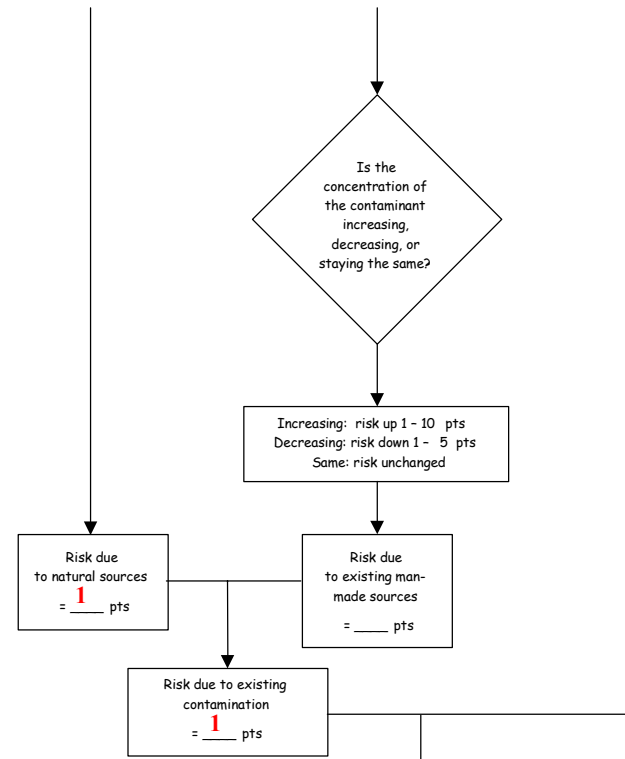 Is the
concentration of
the contaminant
increasing,
decreasing, or
staying the same?
Increasing: risk up 1 – 10 pts
Decreasing: risk down 1 – 5 pts
Same: risk unchanged
Risk due
to natural sources
= 1 pts
Risk due
to existing man-
made sources
= ____ pts
Risk due to existing
contamination
= 1 pts